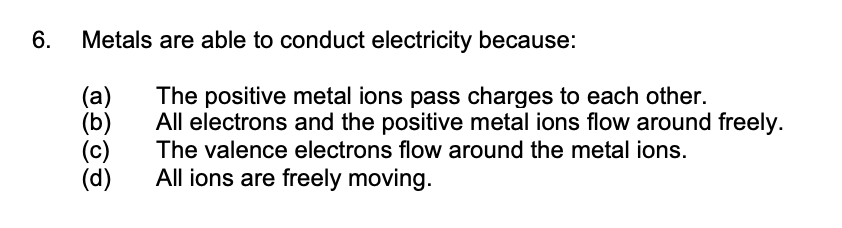 6. Metals are able to conduct electricity because:
(a) The positive metal ions pass charges to each other.
(b) All electrons and the positive metal ions flow around freely.
(c) The valence electrons flow around the metal ions.
(d) All ions are freely moving.